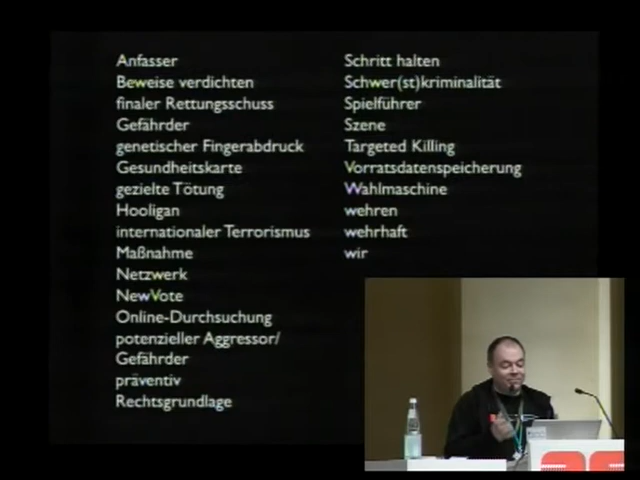 Anfasser
Beweise verdichten
finaler Rettungsschuss
Gefährder
genetischer Fingerabdruck
Gesundheitskarte
gezielte Tötung
Hooligan
internationaler Terrorismus
Maßnahme
Netzwerk
NewVote
Online-Durchsuchung
potenzieller Aggressor/
Gefährder
präventiv
Rechtsgrundlage
Schritt halten
Schwer(st)kriminalität
Spielführer
Szene
Targeted Killing
Vorratsdatenspeicherung
Wahlmaschine
wehren
wehrhaft
wir